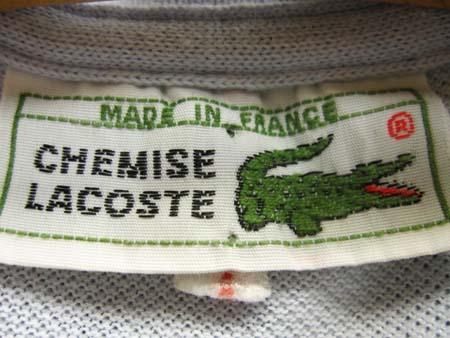 MADE IN FRANCE
®
CHEMISE
LACOSTE